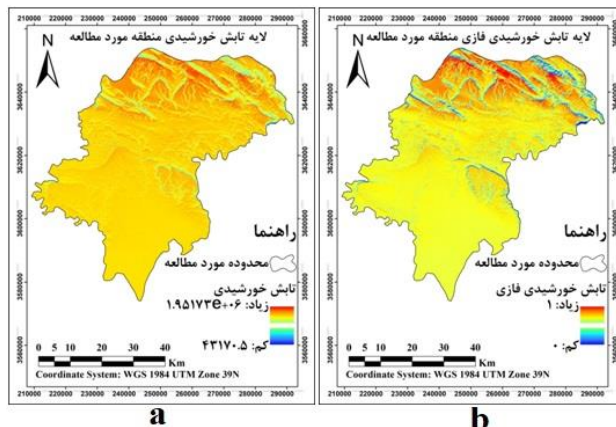 210000 220000 230000 240000 250000 260000 270000 280000 290000
لایه تابش خورشیدی منطقه مورد مطالعه
N
3640000
3620000
3600000
3580000
3560000
راهنما
محدوده مورد مطالعه
تابش خورشیدی
زیاد: ۱.۹۵۱۷۳e+۰۶
کم: ۴۳۱۷۰.۵
0 5 10 20 30 40
Km
Coordinate System: WGS 1984 UTM Zone 39N
210000 220000 230000 240000 250000 260000 270000 280000 290000
a
210000 220000 230000 240000 250000 260000 270000 280000 290000
3660000
لایه تابش خورشیدی فازی منطقه مورد مطالعه
N
3640000
3620000
3600000
3580000
3560000
راهنما
محدوده مورد مطالعه
تابش خورشیدی فازی
زیاد: ۱
کم: ۰
0 5 10 20 30 40
Km
Coordinate System: WGS 1984 UTM Zone 39N
210000 220000 230000 240000 250000 260000 270000 280000 290000
b